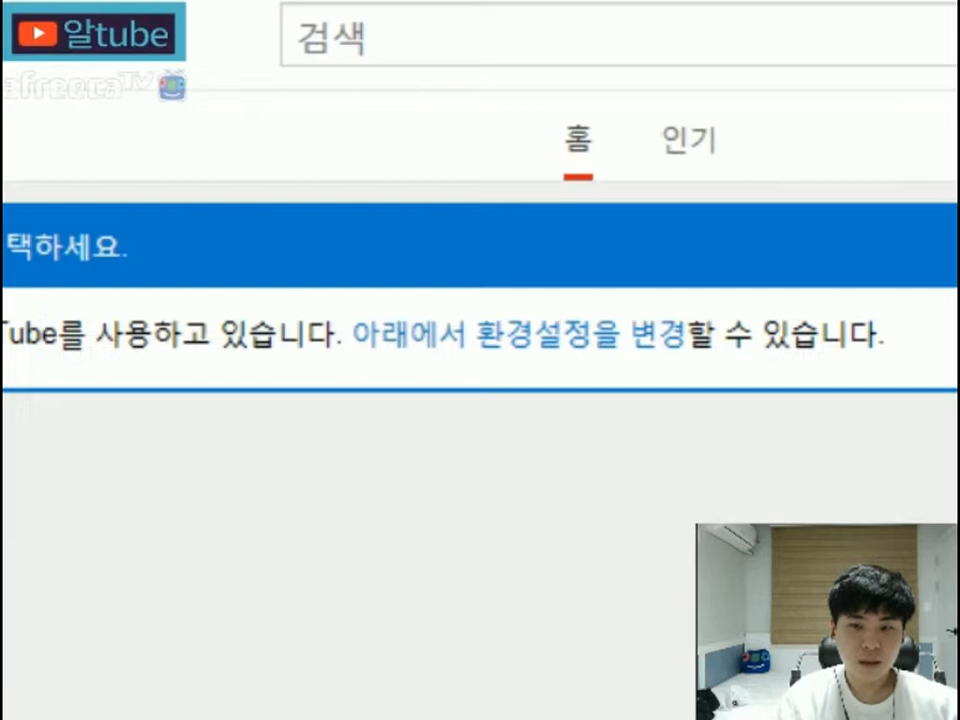 알tube
검색
afreecaTV
홈 인기
택하세요.
Tube를 사용하고 있습니다. 아래에서 환경설정을 변경할 수 있습니다.